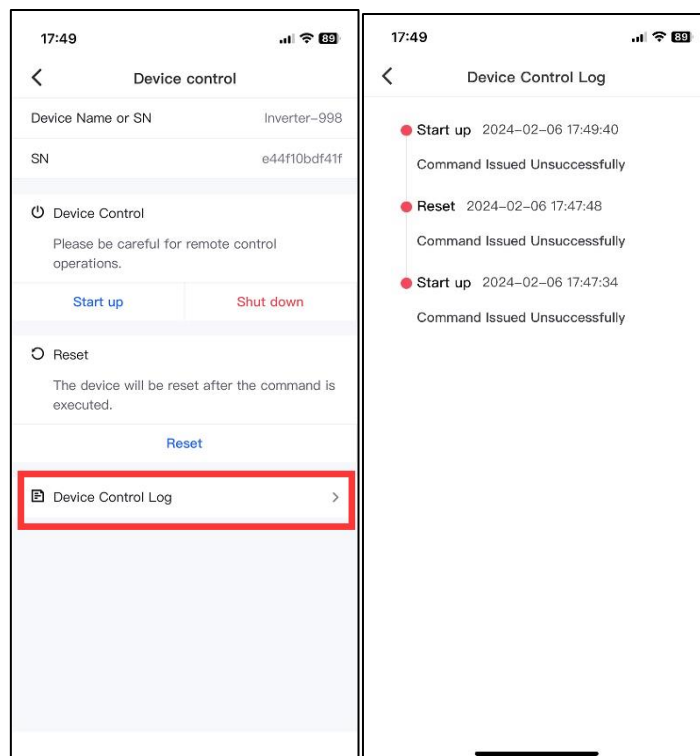 17:49
89
Device control
Device Name or SN Inverter-998
SN e44f10bdf41f
Device Control
Please be careful for remote control
operations.
Start up Shut down
Reset
The device will be reset after the command is
executed.
Reset
Device Control Log
17:49
89
Device Control Log
Start up 2024-02-06 17:49:40
Command Issued Unsuccessfully
Reset 2024-02-06 17:47:48
Command Issued Unsuccessfully
Start up 2024-02-06 17:47:34
Command Issued Unsuccessfully